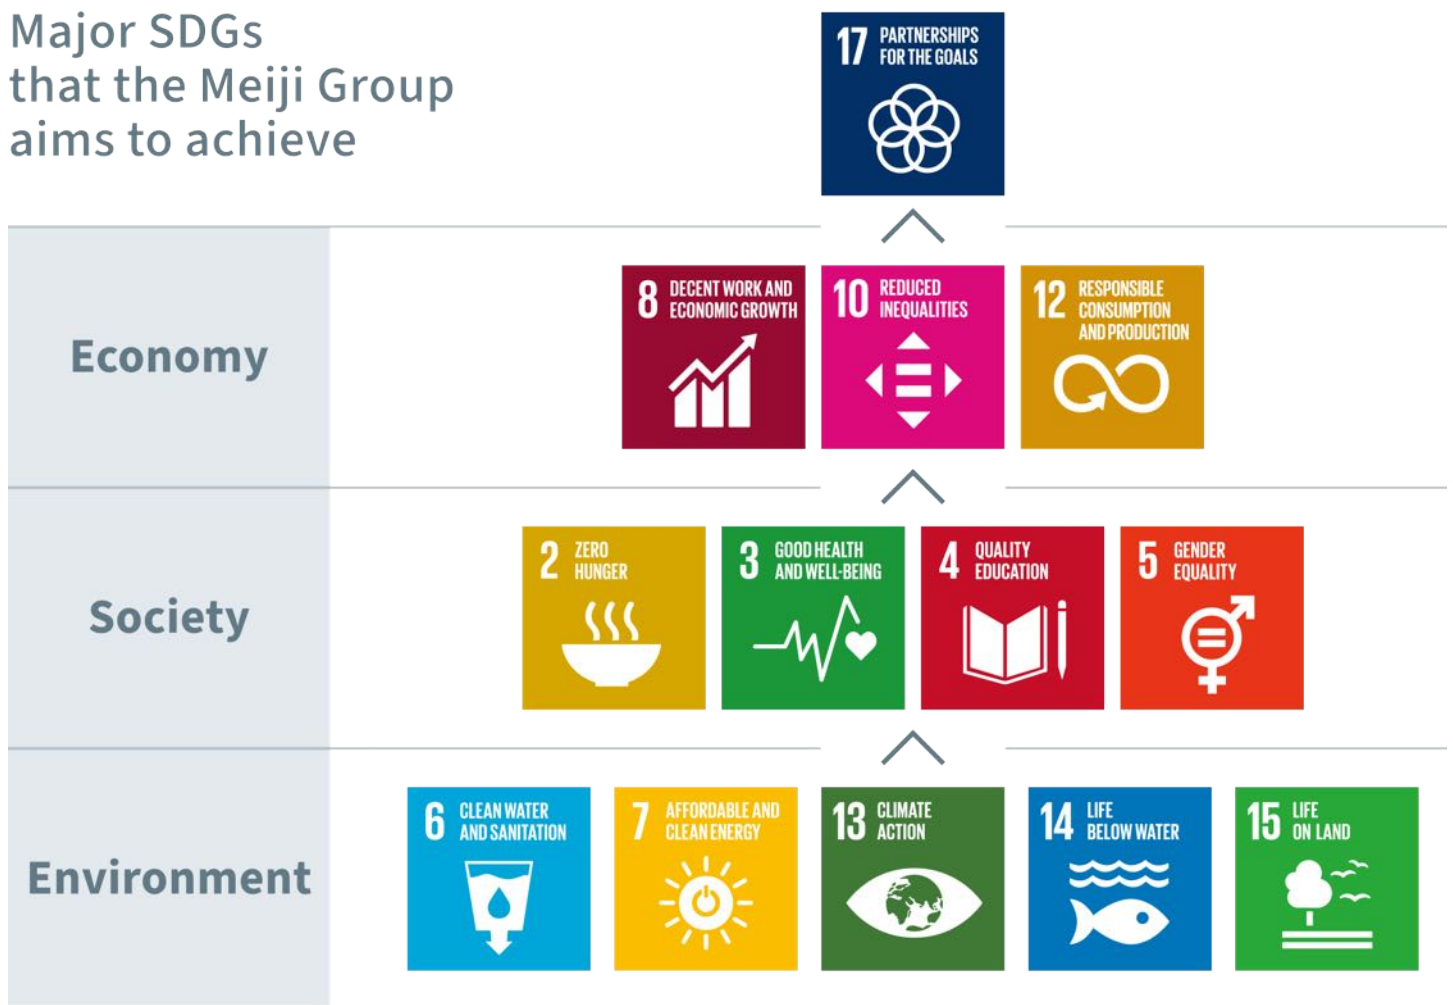 Major SDGs
that the Meiji Group
aims to achieve
17 PARTNERSHIPS
FOR THE GOALS
Economy
8 DECENT WORK AND
ECONOMIC GROWTH
10 REDUCED
INEQUALITIES
12 RESPONSIBLE
CONSUMPTION
AND PRODUCTION
Society
2 ZERO
HUNGER
3 GOOD HEALTH
AND WELL-BEING
4 QUALITY
EDUCATION
5 GENDER
EQUALITY
Environment
6 CLEAN WATER
AND SANITATION
7 AFFORDABLE AND
CLEAN ENERGY
13 CLIMATE
ACTION
14 LIFE
BELOW WATER
15 LIFE
ON LAND